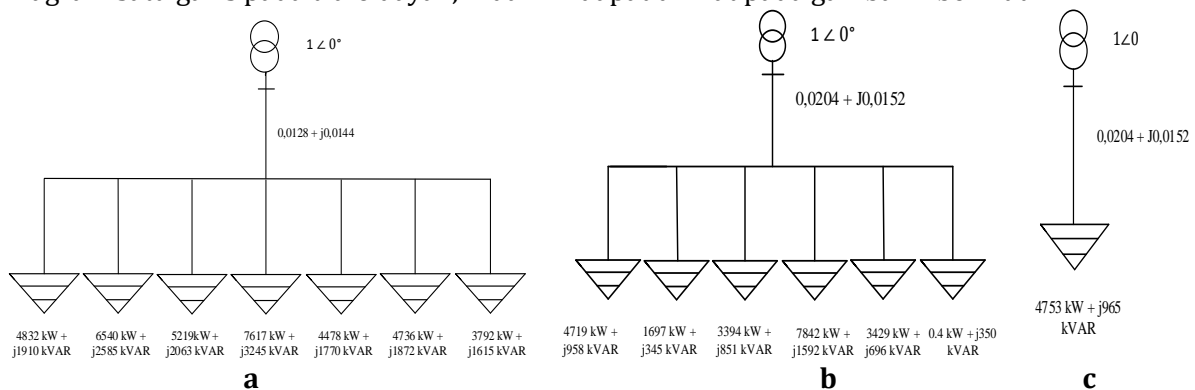 1 ∠ 0°
0,0128 + j0,0144
4832 kW +
j1910 kVAR
6540 kW +
j2585 kVAR
5219kW +
j2063 kVAR
7617 kW +
j3245 kVAR
4478 kW +
j1770 kVAR
4736 kW +
j1872 kVAR
3792 kW +
j1615 kVAR
a
1 ∠ 0°
0,0204 + J0,0152
4719 kW +
j958 kVAR
1697 kW +
j345 kVAR
3394 kW +
j851 kVAR
7842 kW +
j1592 kVAR
3429 kW +
j696 kVAR
0.4 kW + j350
kVAR
b
1∠0
0,0204 + J0,0152
4753 kW + j965
kVAR
c